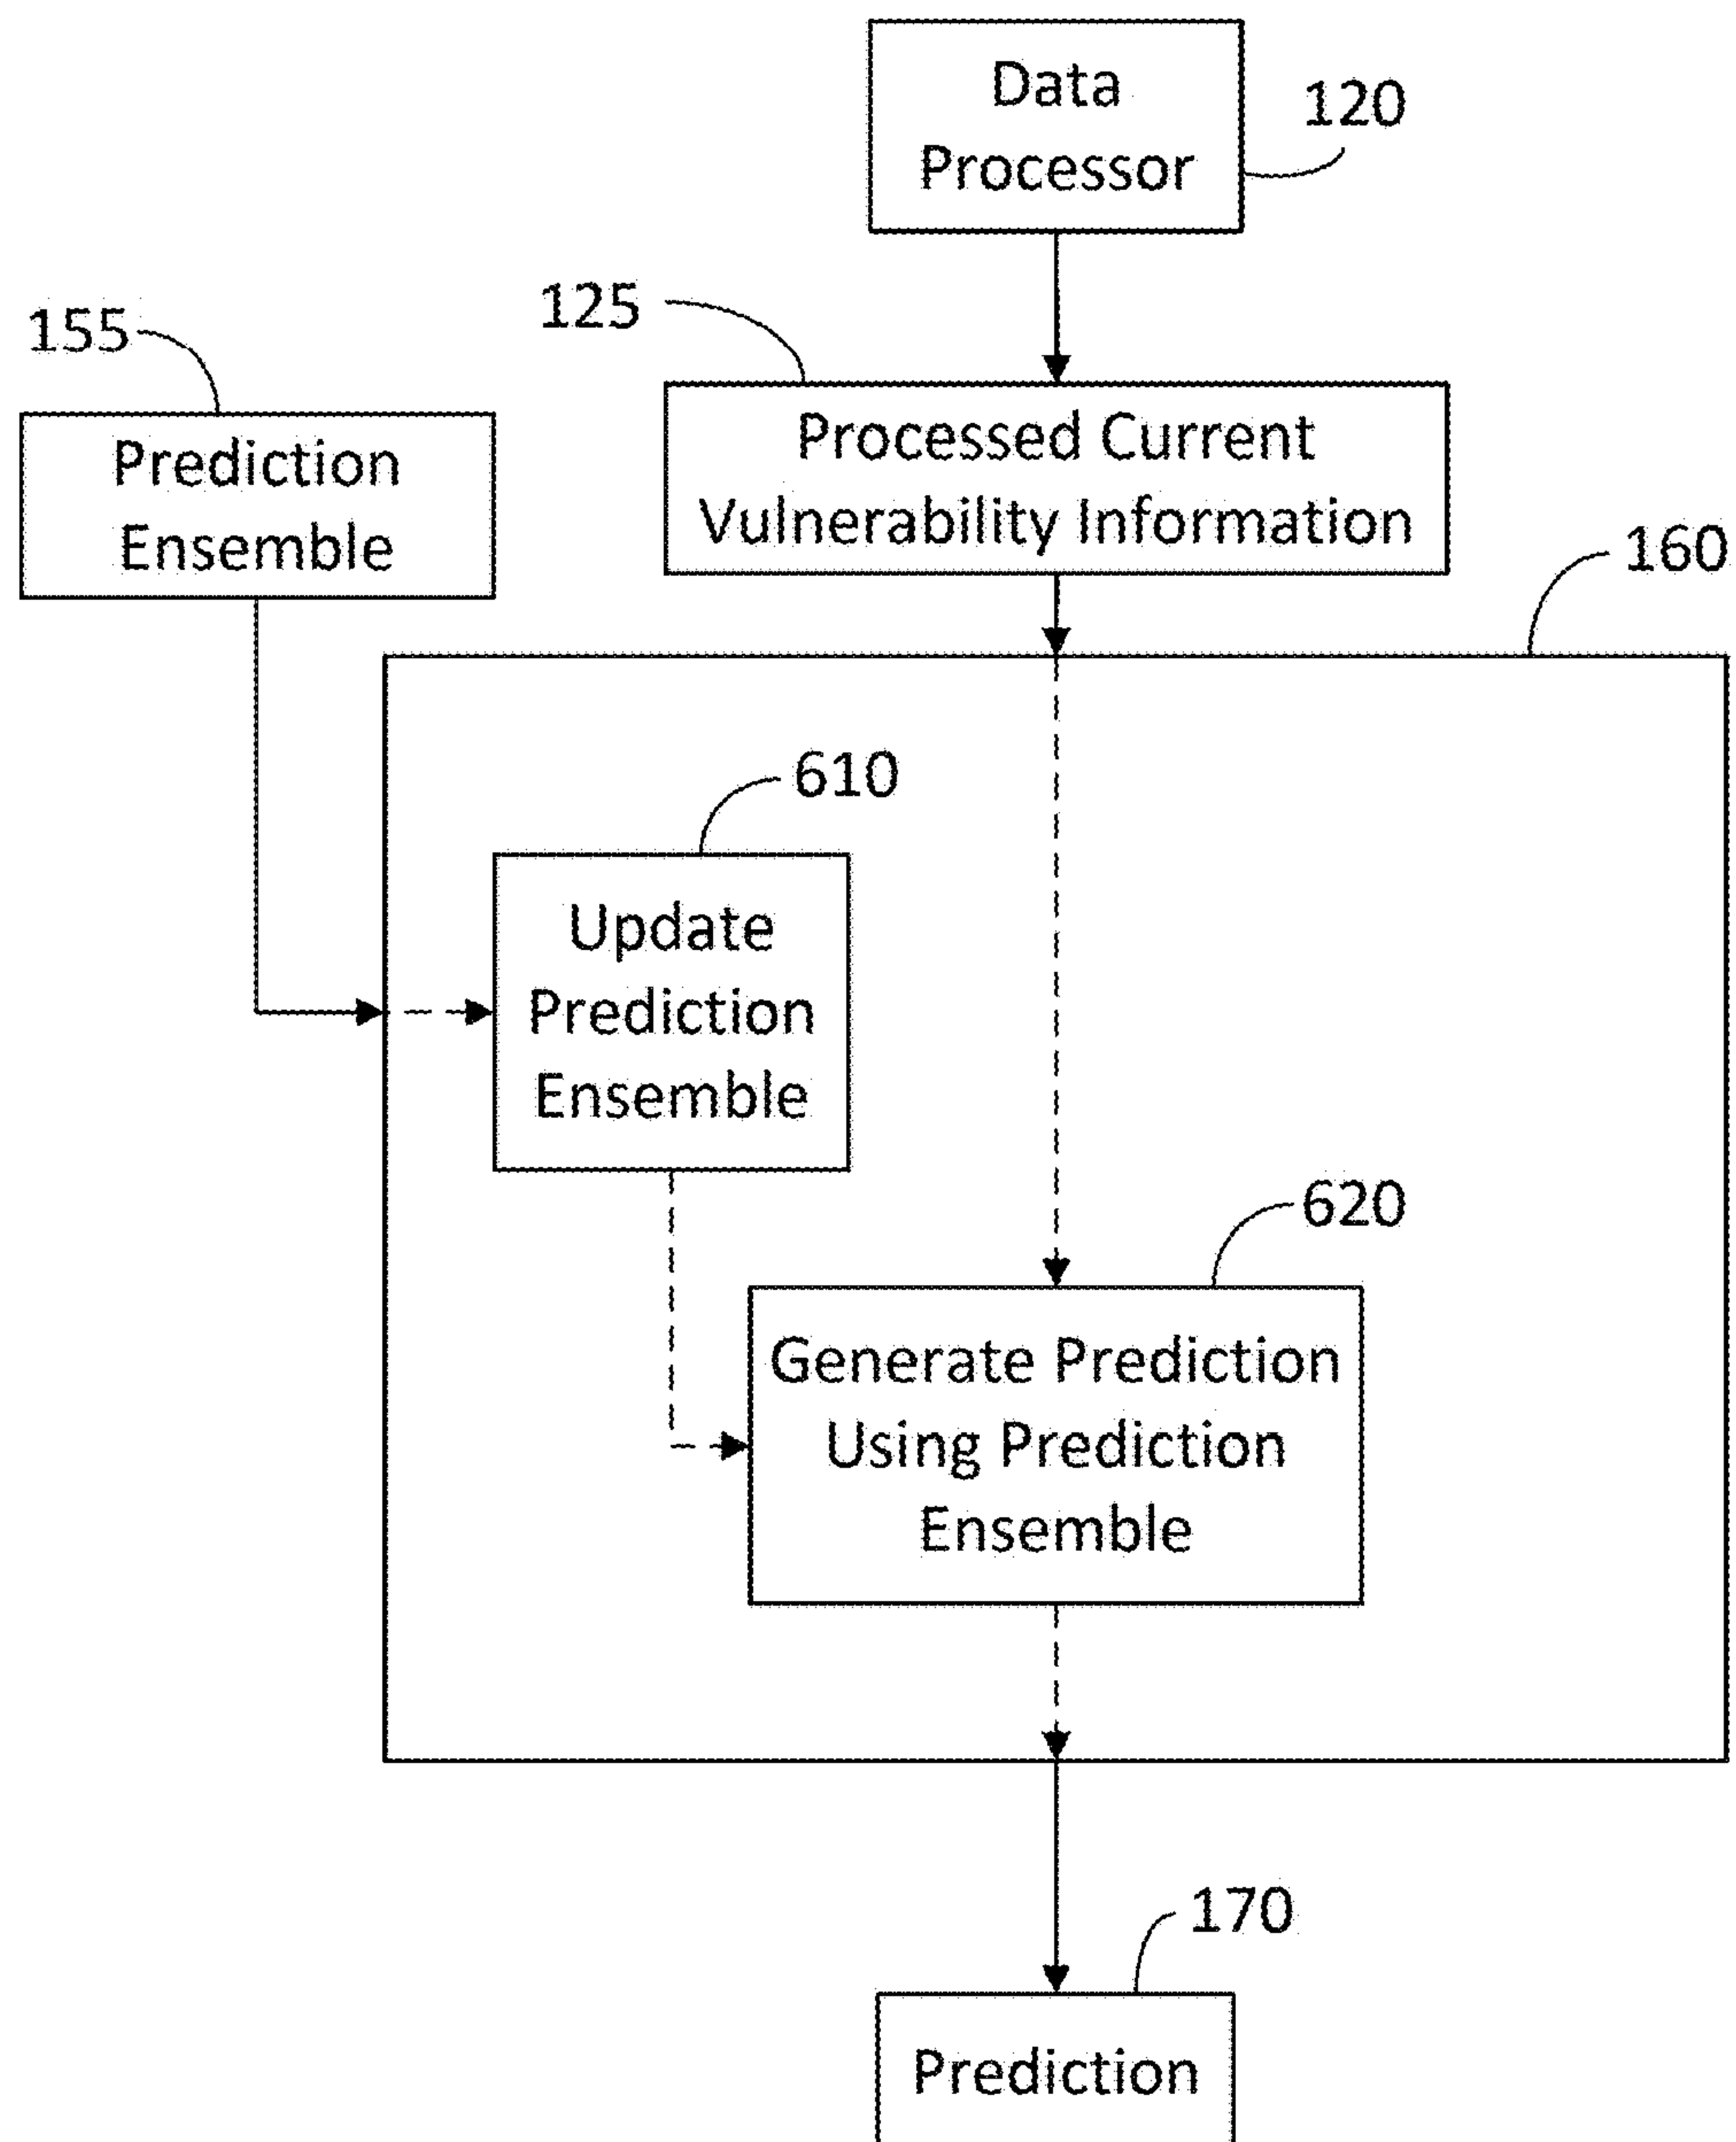 Data
Processor
120
125
155
Processed Current
Vulnerability Information
Prediction
Ensemble
160
610
Update
Prediction
Ensemble
620
Generate Prediction
Using Prediction
Ensemble
170
Prediction